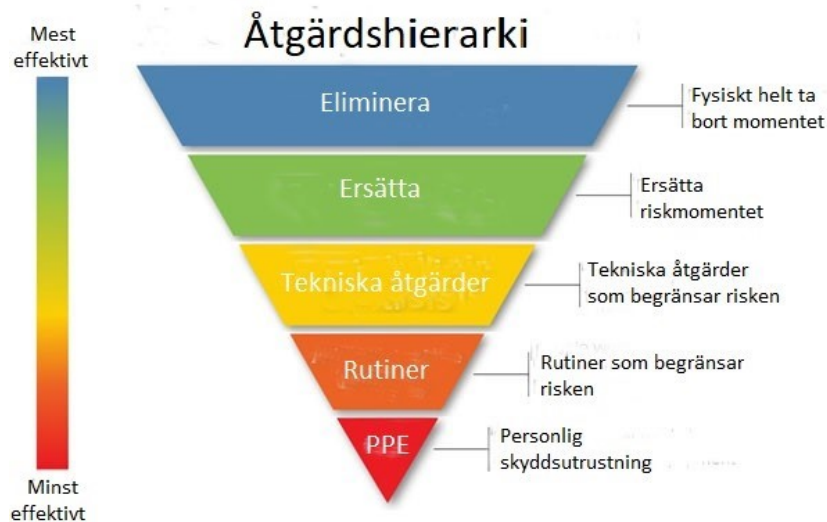 Åtgärdshierarki
Mest
effektivt
Eliminera
Fysiskt helt ta
bort momentet
Ersätta
Ersätta
riskmomentet
Tekniska åtgärder
Tekniska åtgärder
som begränsar risken
Rutiner
Rutiner som begränsar
risken
PPE
Personlig
skyddsutrustning
Minst
effektivt